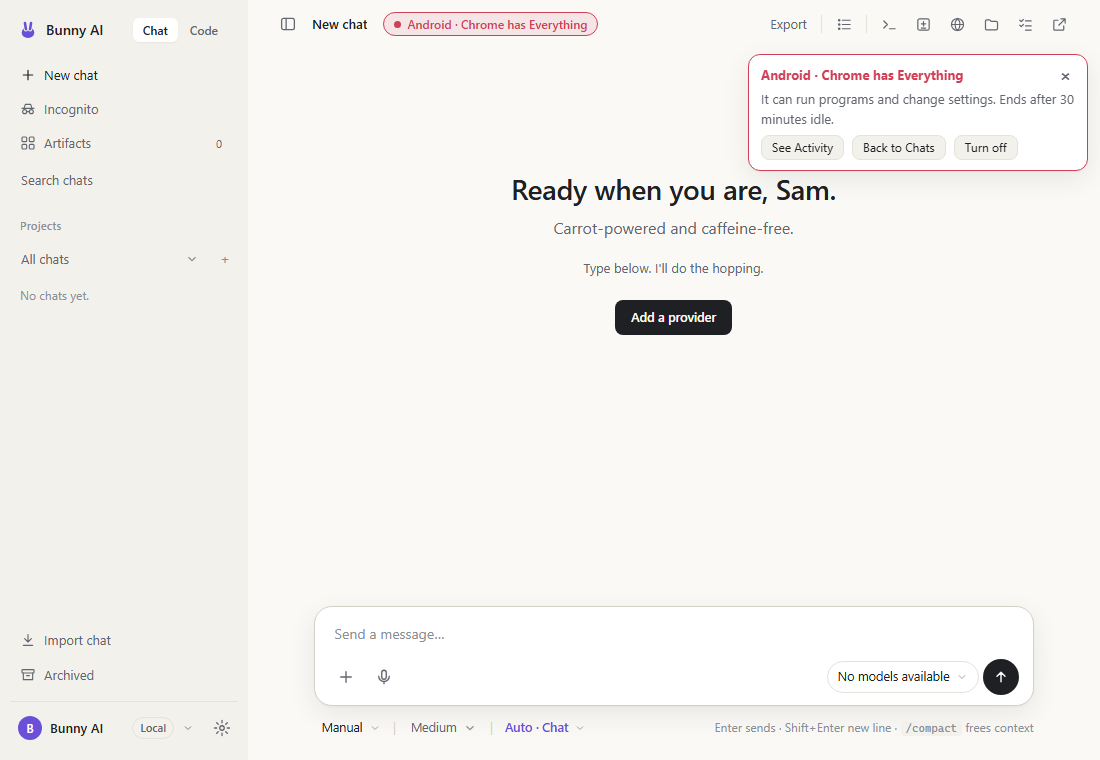 Bunny AI
Chat
Code
New chat
Incognito
Artifacts
0
Search chats
Projects
All chats
+
No chats yet.
Import chat
Archived
B
Bunny AI
Local
New chat
Android · Chrome has Everything
Export
Android · Chrome has Everything
It can run programs and change settings. Ends after 30
minutes idle.
See Activity
Back to Chats
Turn off
Ready when you are, Sam.
Carrot-powered and caffeine-free.
Type below. I'll do the hopping.
Add a provider
Send a message...
No models available
Manual
Medium
Auto · Chat
Enter sends · Shift+Enter new line · /compact frees context